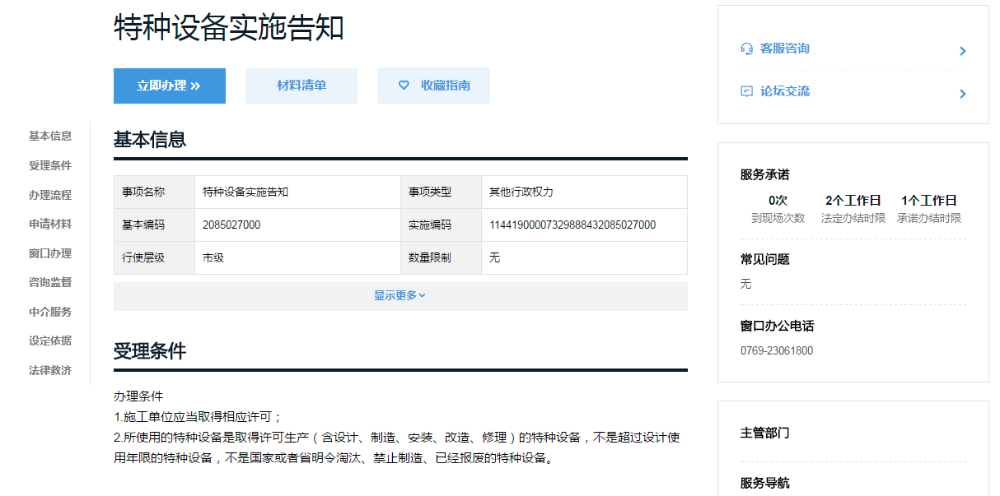 特种设备实施告知
立即办理 »
材料清单
收藏指南
基本信息
受理条件
办理流程
申请材料
窗口办理
咨询监督
中介服务
设定依据
法律救济
基本信息
事项名称 特种设备实施告知 事项类型 其他行政权力
基本编码 2085027000 实施编码 11441900007329888432085027000
行使层级 市级 数量限制 无
显示更多
受理条件
办理条件
1.施工单位应当取得相应许可；
2.所使用的特种设备是取得许可生产（含设计、制造、安装、改造、修理）的特种设备，不是超过设计使
用年限的特种设备，不是国家或者省明令淘汰、禁止制造、已经报废的特种设备。
客服咨询
论坛交流
服务承诺
0次 2个工作日 1个工作日
到现场次数 法定办结时限 承诺办结时限
常见问题
无
窗口办公电话
0769-23061800
主管部门
服务导航